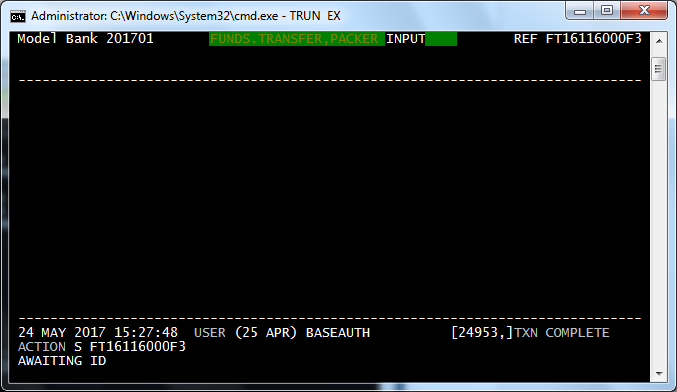 Administrator: C:\Windows\System32\cmd.exe - TRUN EX
Model Bank 201701 FUNDS.TRANSFER,PACKER INPUT REF FT16116000F3
--------------------------------------------------------------------------------
--------------------------------------------------------------------------------
24 MAY 2017 15:27:48 USER (25 APR) BASEAUTH [24953,]TXN COMPLETE
ACTION S FT16116000F3
AWAITING ID